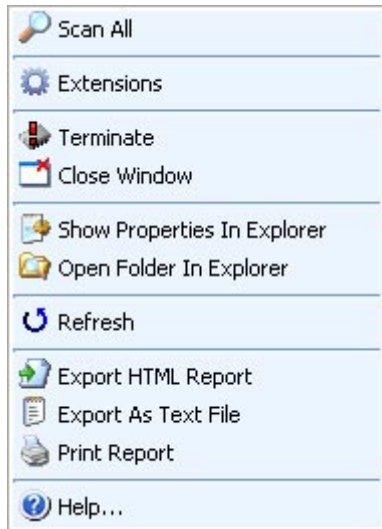 Scan All
Extensions
Terminate
Close Window
Show Properties In Explorer
Open Folder In Explorer
Refresh
Export HTML Report
Export As Text File
Print Report
Help...